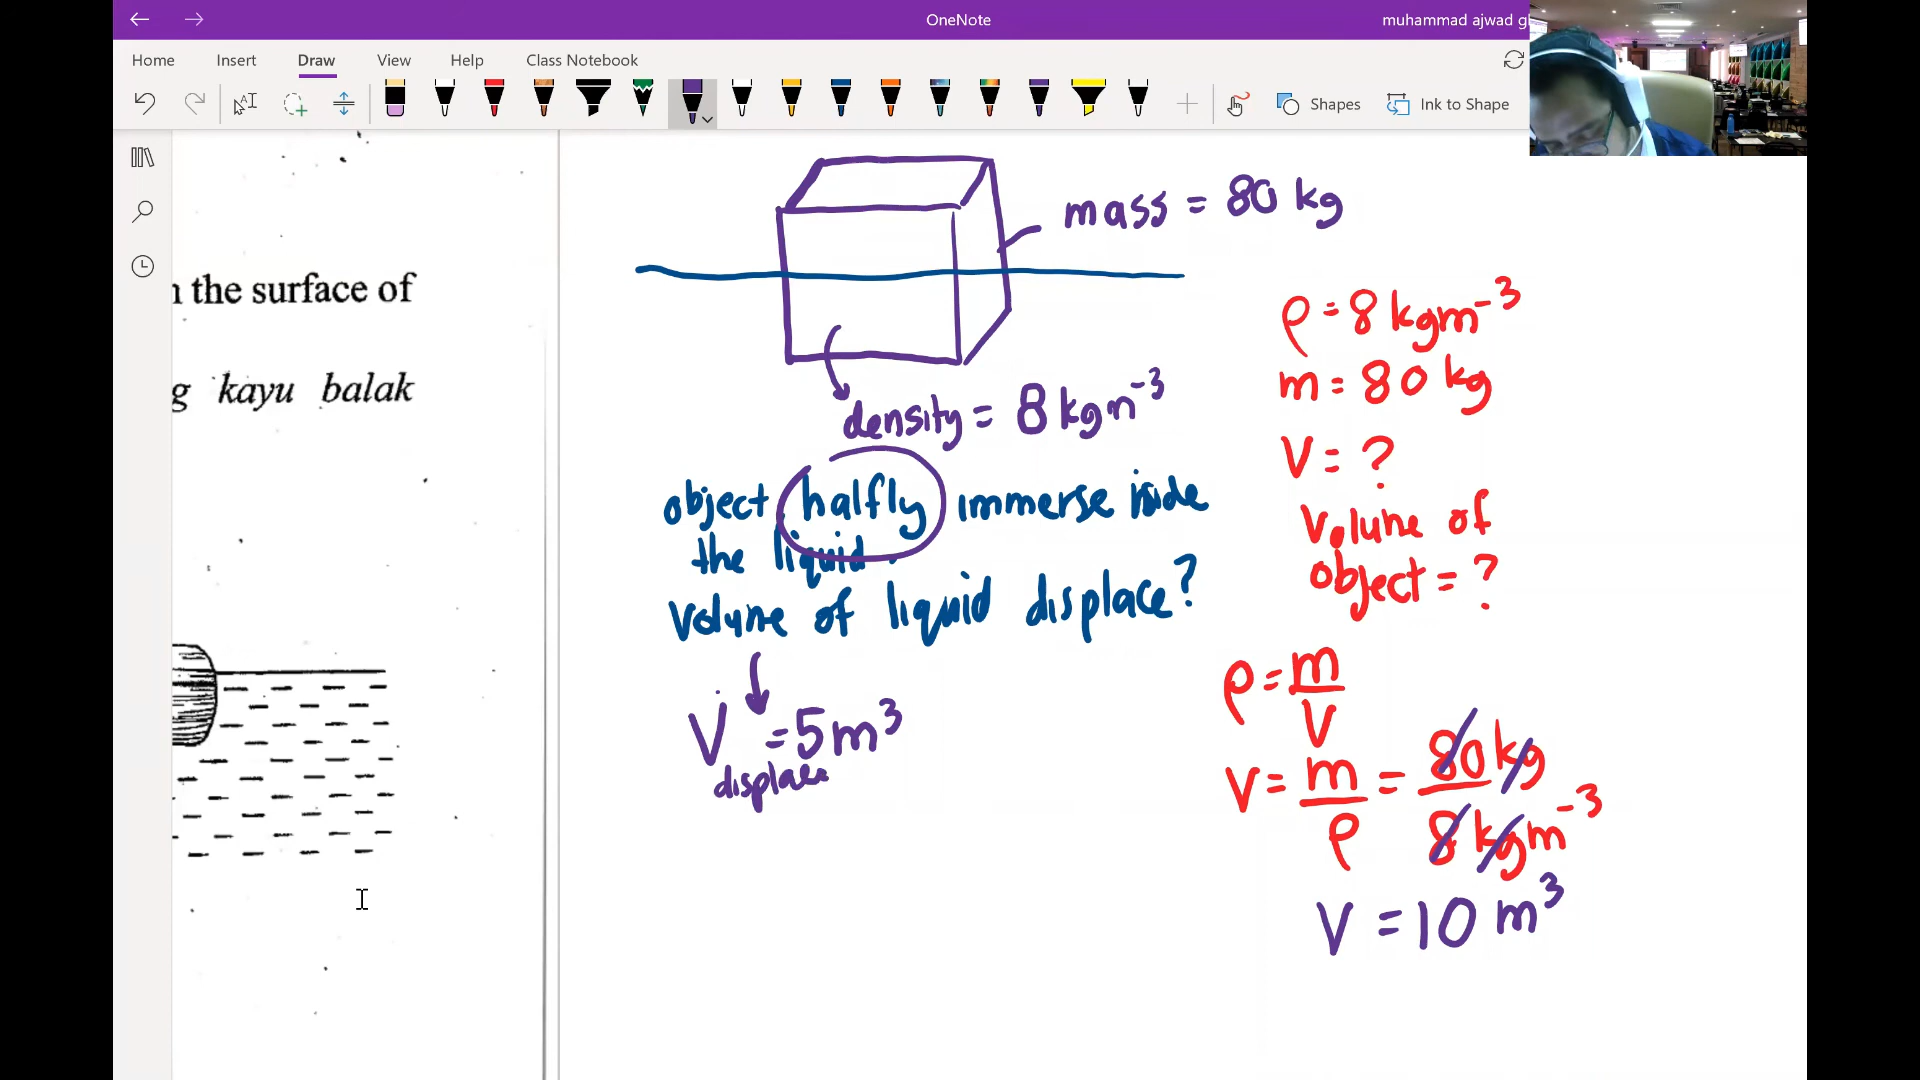 OneNote
muhammad ajwad g
Home Insert Draw View Help Class Notebook
Shapes Ink to Shape
the surface of
g kayu balak
mass = 80 kg
density = 8 kgm⁻³
object halfly immerse inside
the liquid.
volume of liquid displace?
V displace = 5 m³
ρ = 8 kgm⁻³
m = 80 kg
V = ?
Volume of
object = ?
ρ = m/V
V = m/ρ = 80 kg / 8 kgm⁻³
V = 10 m³